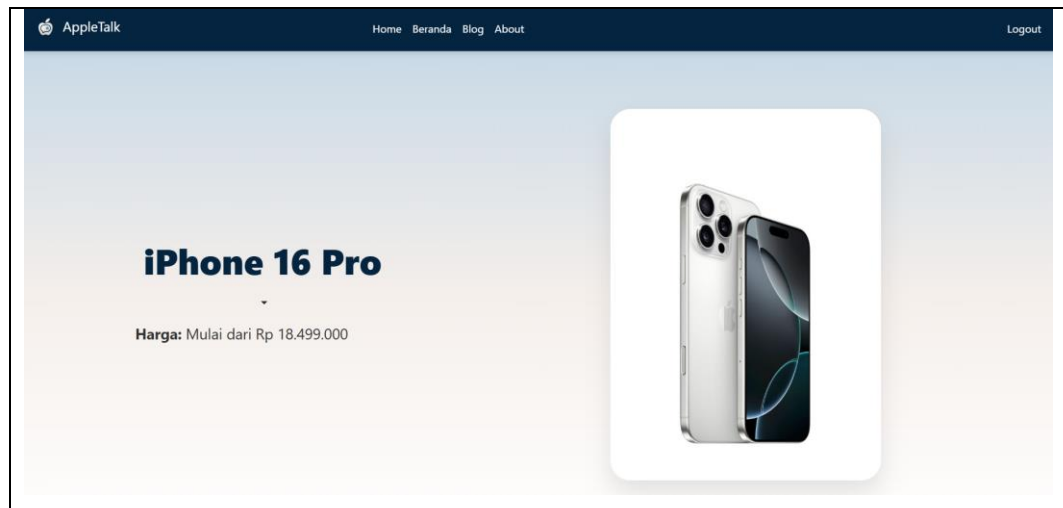 AppleTalk Home Beranda Blog About Logout
iPhone 16 Pro
Harga: Mulai dari Rp 18.499.000